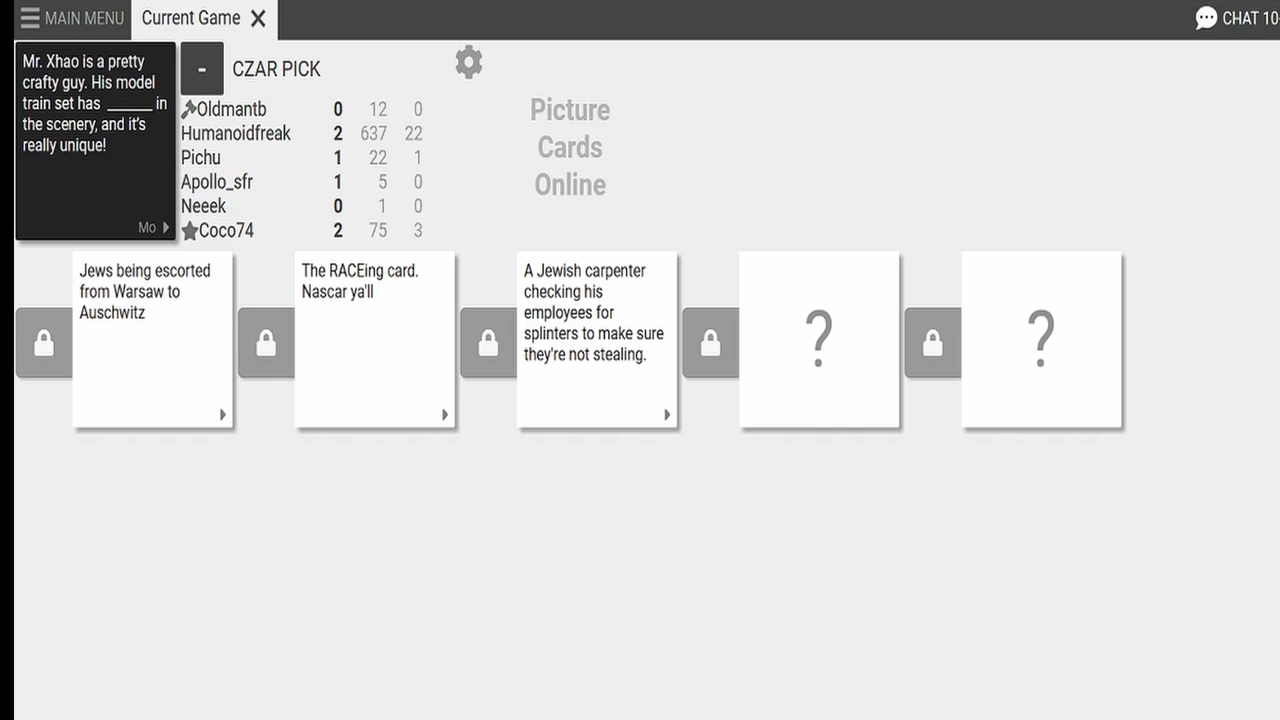 MAIN MENU
Current Game
CHAT 10
Mr. Xhao is a pretty
crafty guy. His model
train set has ______ in
the scenery, and it's
really unique!
Mo
-
CZAR PICK
Oldmantb 0 12 0
Humanoidfreak 2 637 22
Pichu 1 22 1
Apollo_sfr 1 5 0
Neeek 0 1 0
Coco74 2 75 3
Picture
Cards
Online
Jews being escorted
from Warsaw to
Auschwitz
The RACEing card.
Nascar ya'll
A Jewish carpenter
checking his
employees for
splinters to make sure
they're not stealing.
?
?